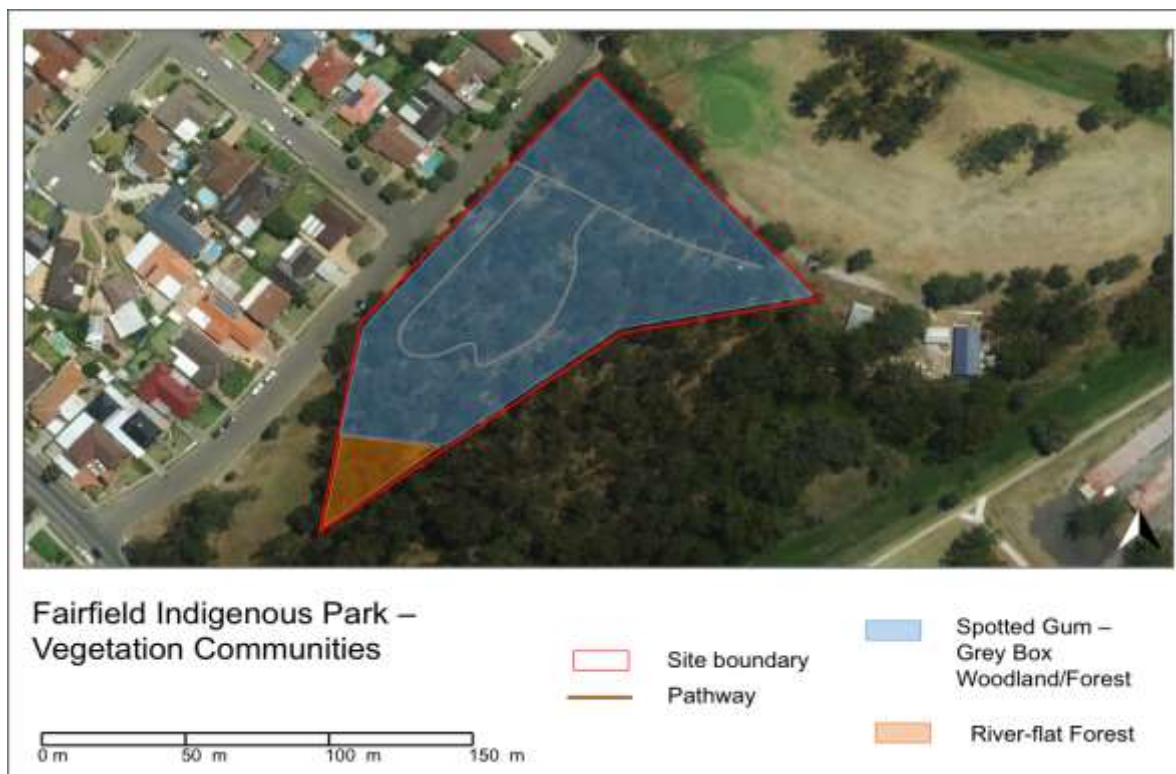 Fairfield Indigenous Park –
Vegetation Communities
0 m 50 m 100 m 150 m
Site boundary
Pathway
Spotted Gum –
Grey Box
Woodland/Forest
River-flat Forest